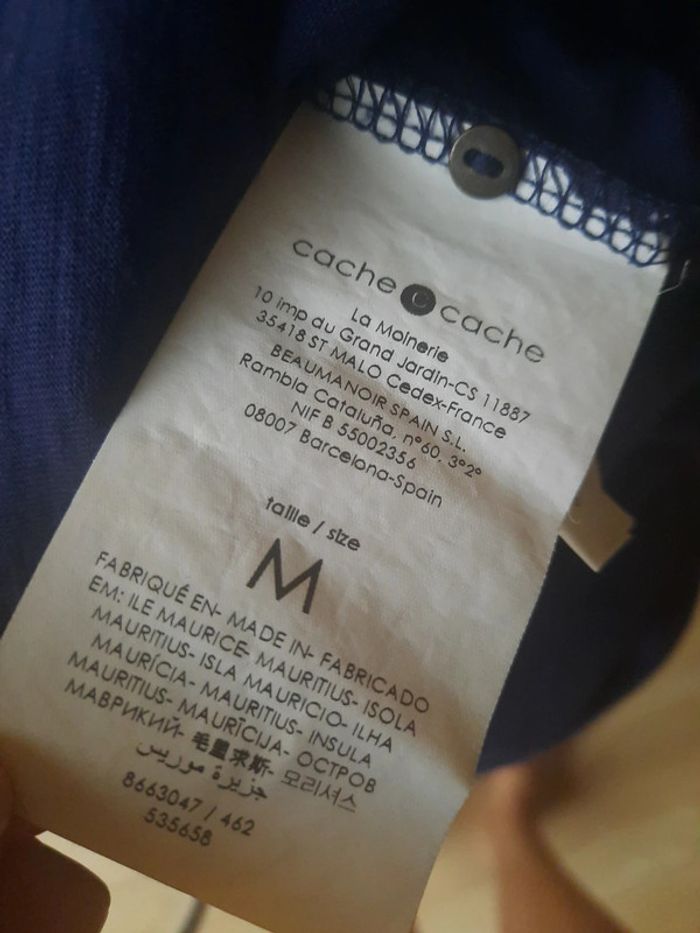 cache c cache
La Moinerie
10 imp du Grand Jardin-CS 11887
35418 ST MALO Cedex-France
BEAUMANOIR SPAIN S.L.
Rambla Cataluña, nº60, 3º2º
NIF B 55002356
08007 Barcelona-Spain
taille / size
M
FABRIQUÉ EN- MADE IN- FABRICADO
EM: ILE MAURICE- MAURITIUS- ISOLA
MAURITIUS- ISLA MAURICIO- ILHA
MAURÍCIA- MAURITIUS- INSULA
MAURITIUS- MAURĪCIJA- ОСТРОВ
МАВРИКИЙ- 毛里求斯- 모리셔스
جزيرة موريس
8663047 / 462
535658